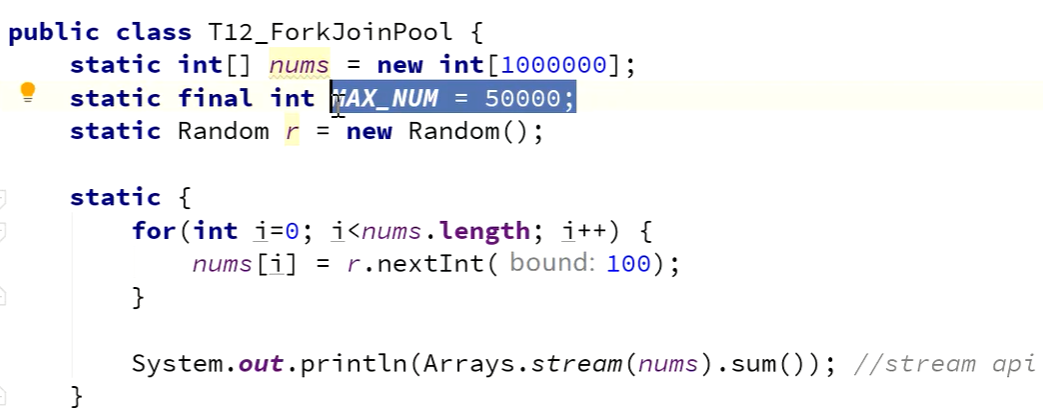 public class T12_ForkJoinPool {
static int[] nums = new int[1000000];
static final int MAX_NUM = 50000;
static Random r = new Random();
static {
for(int i=0; i<nums.length; i++) {
nums[i] = r.nextInt( bound: 100);
}
System.out.println(Arrays.stream(nums).sum()); //stream api
}